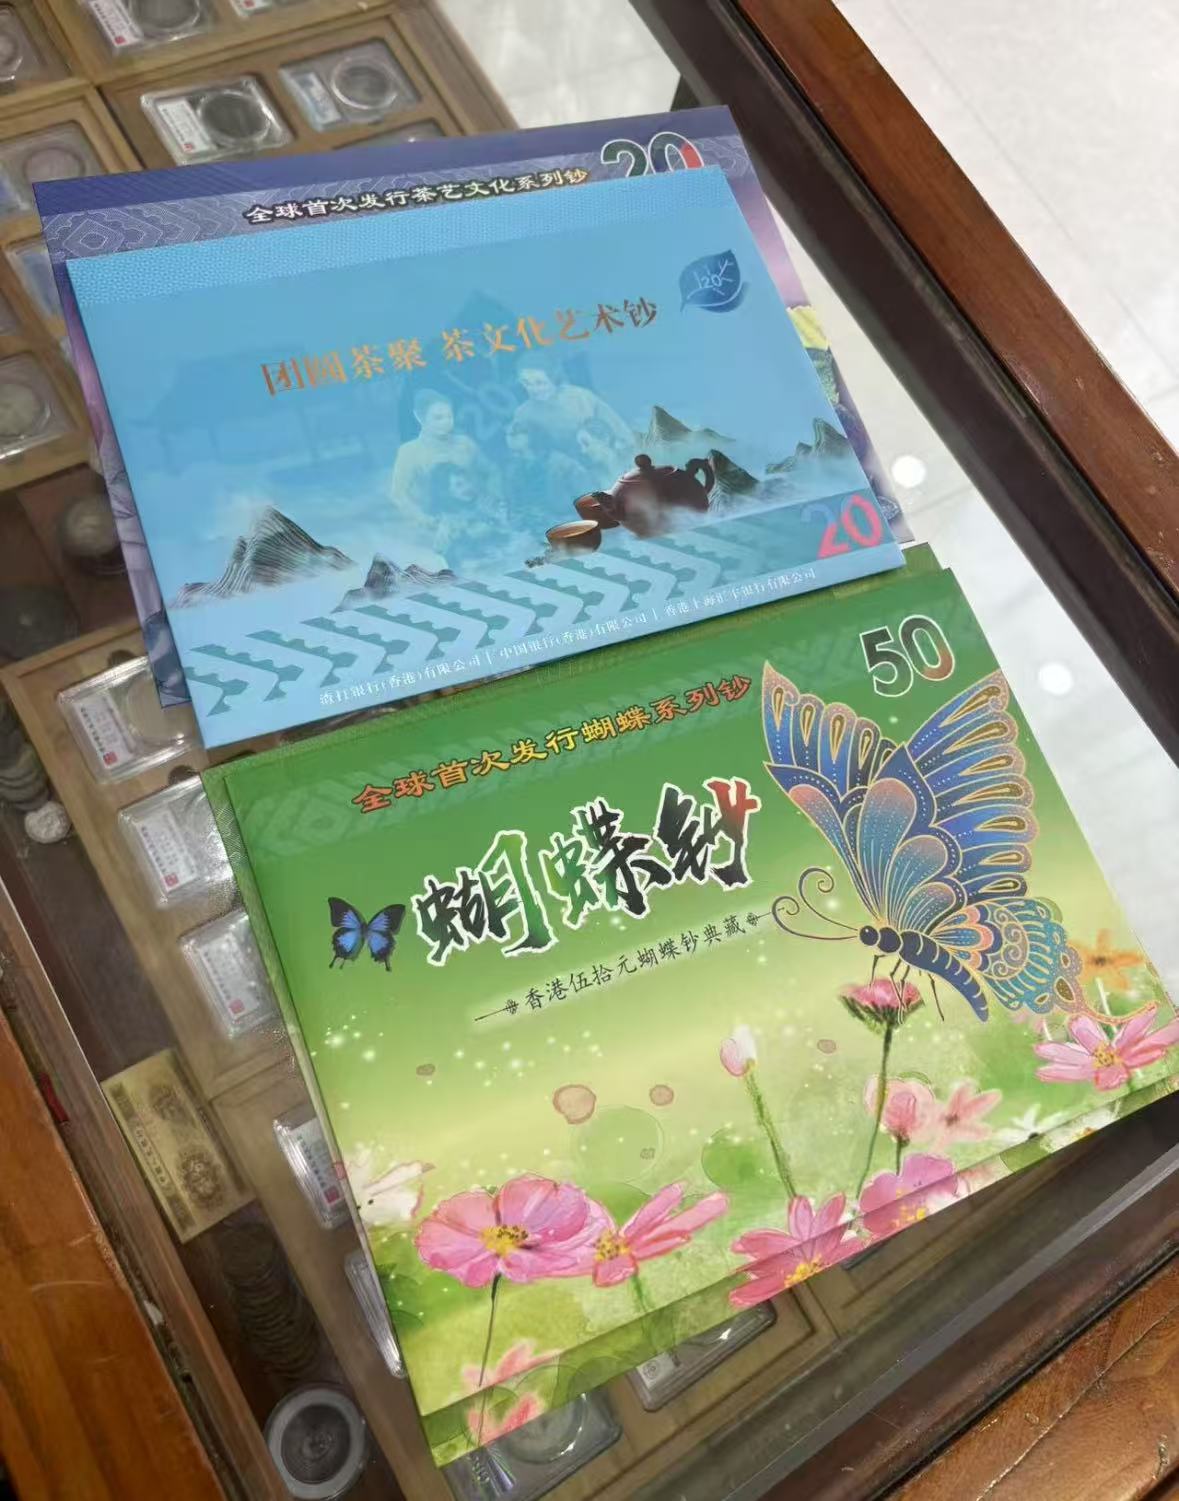 20
全球首次发行茶艺文化系列钞
120
团圆茶聚 茶文化艺术钞
20
渣打银行(香港)有限公司 | 中国银行(香港)有限公司 | 香港上海汇丰银行有限公司
50
全球首次发行蝴蝶系列钞
蝴蝶钞
香港伍拾元蝴蝶钞典藏